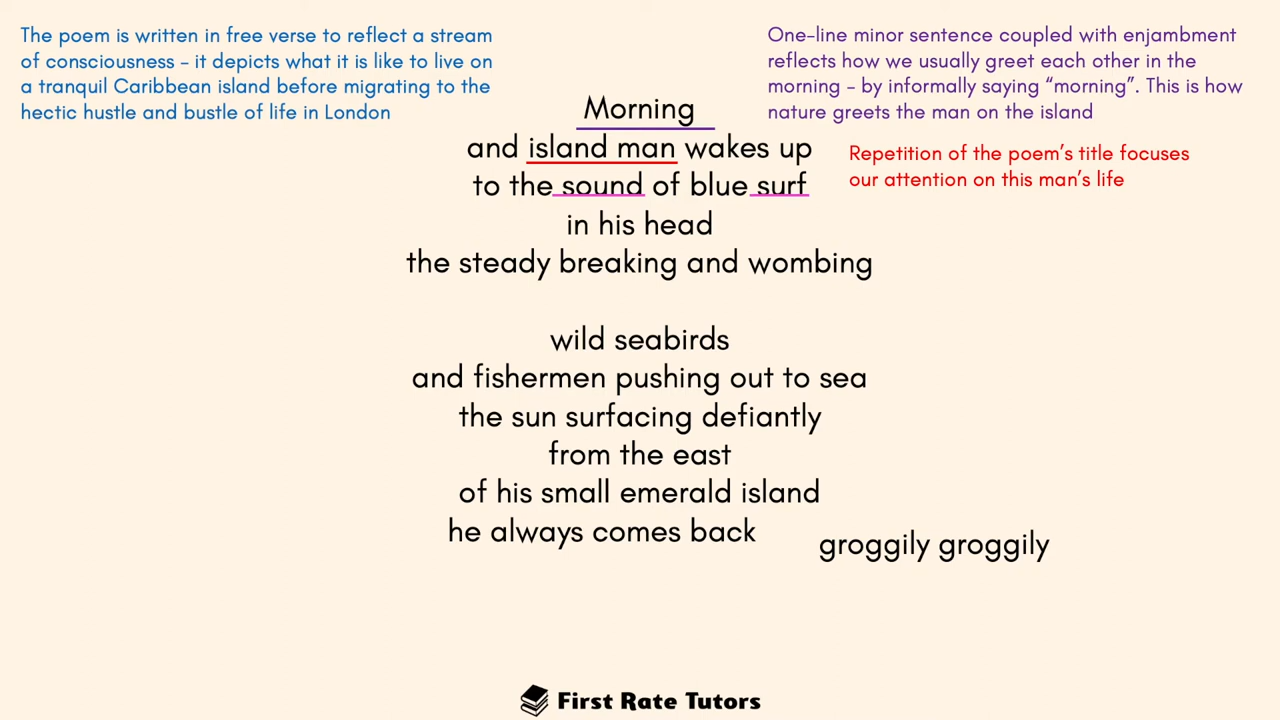 The poem is written in free verse to reflect a stream
of consciousness - it depicts what it is like to live on
a tranquil Caribbean island before migrating to the
hectic hustle and bustle of life in London
One-line minor sentence coupled with enjambment
reflects how we usually greet each other in the
morning - by informally saying “morning”. This is how
nature greets the man on the island
Morning
and island man wakes up
Repetition of the poem's title focuses
our attention on this man's life
to the sound of blue surf
in his head
the steady breaking and wombing
wild seabirds
and fishermen pushing out to sea
the sun surfacing defiantly
from the east
of his small emerald island
he always comes back
groggily groggily
First Rate Tutors